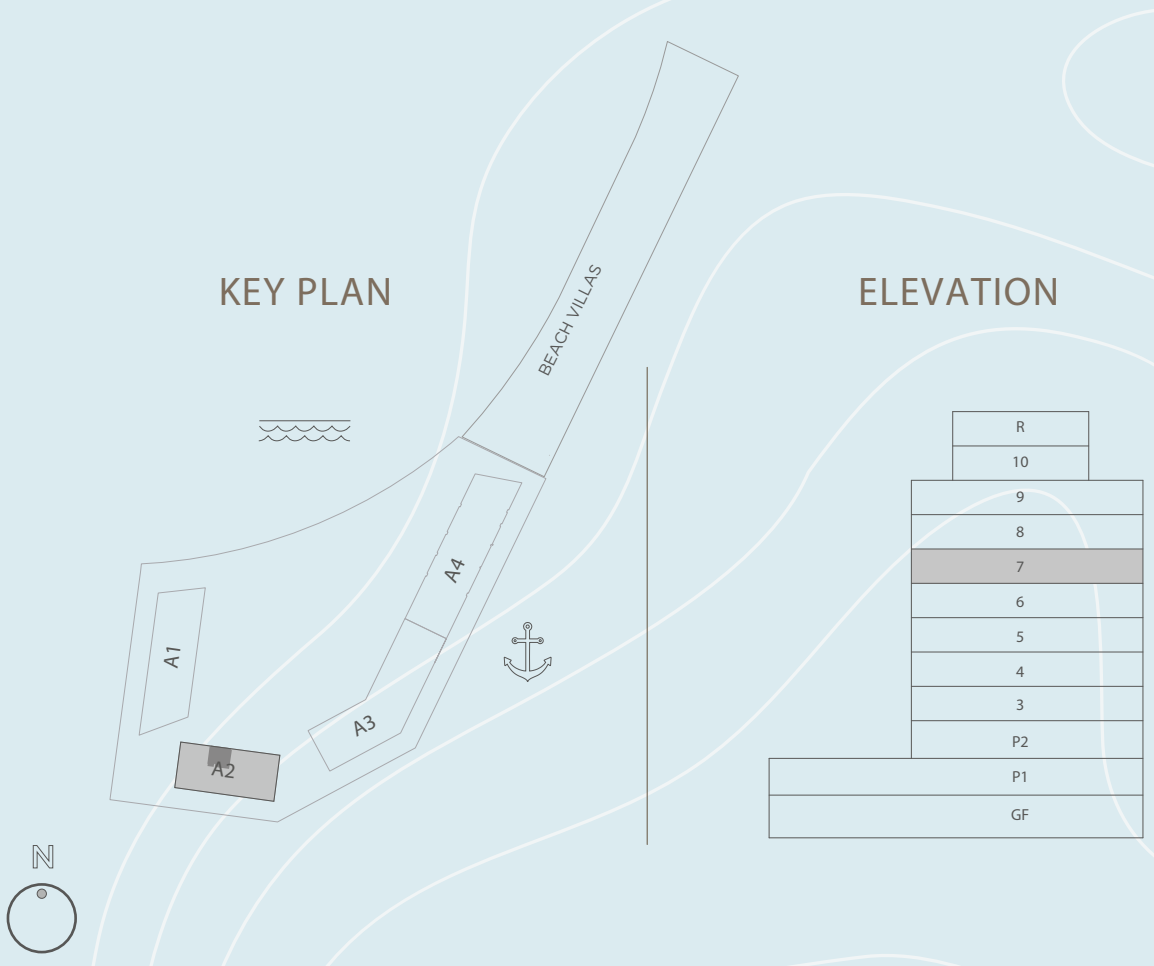 KEY PLAN
BEACH VILLAS
A4
A1
A3
A2
N
ELEVATION
R
10
9
8
7
6
5
4
3
P2
P1
GF